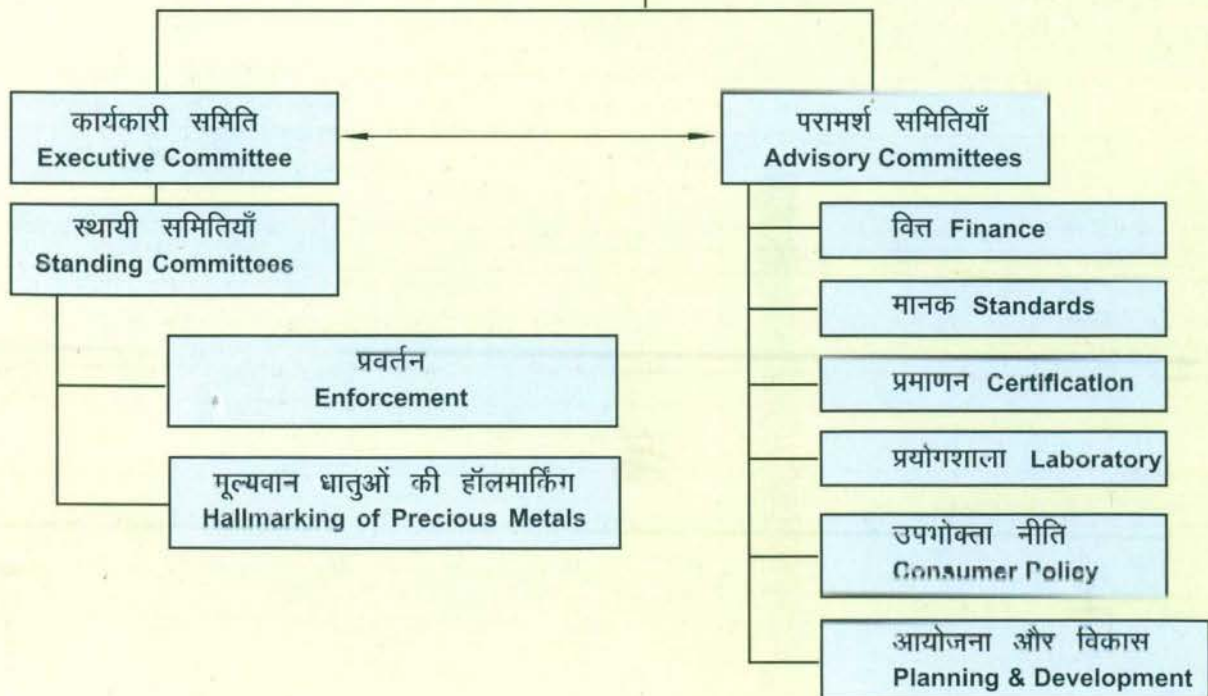 कार्यकारी समिति
Executive Committee
स्थायी समितियाँ
Standing Committees
प्रवर्तन
Enforcement
मूल्यवान धातुओं की हॉलमार्किंग
Hallmarking of Precious Metals
परामर्श समितियाँ
Advisory Committees
वित्त Finance
मानक Standards
प्रमाणन Certification
प्रयोगशाला Laboratory
उपभोक्ता नीति
Consumer Policy
आयोजना और विकास
Planning & Development